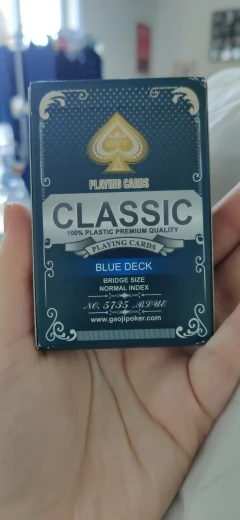 PLAYING CARDS
CLASSIC
100% PLASTIC PREMIUM QUALITY
PLAYING CARDS
BLUE DECK
BRIDGE SIZE
NORMAL INDEX
NO. 5735 BLUE
www.gaojipoker.com